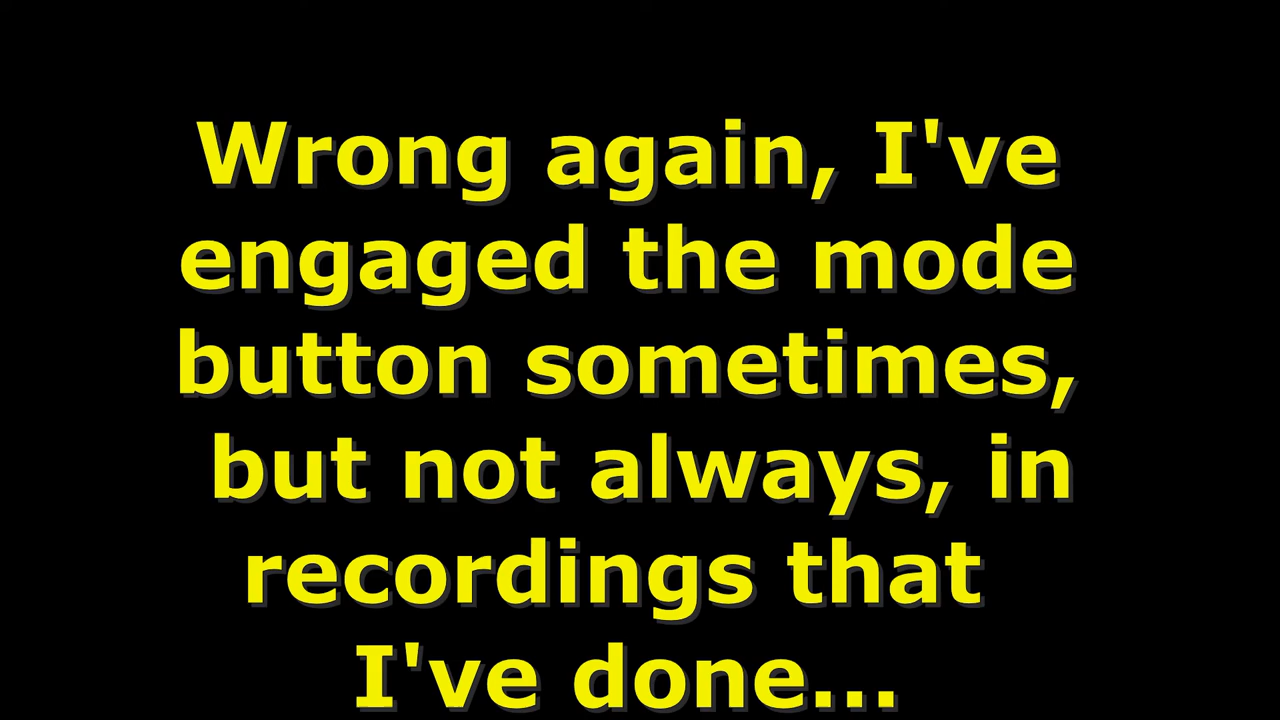 Wrong again, I've
engaged the mode
button sometimes,
but not always, in
recordings that
I've done...